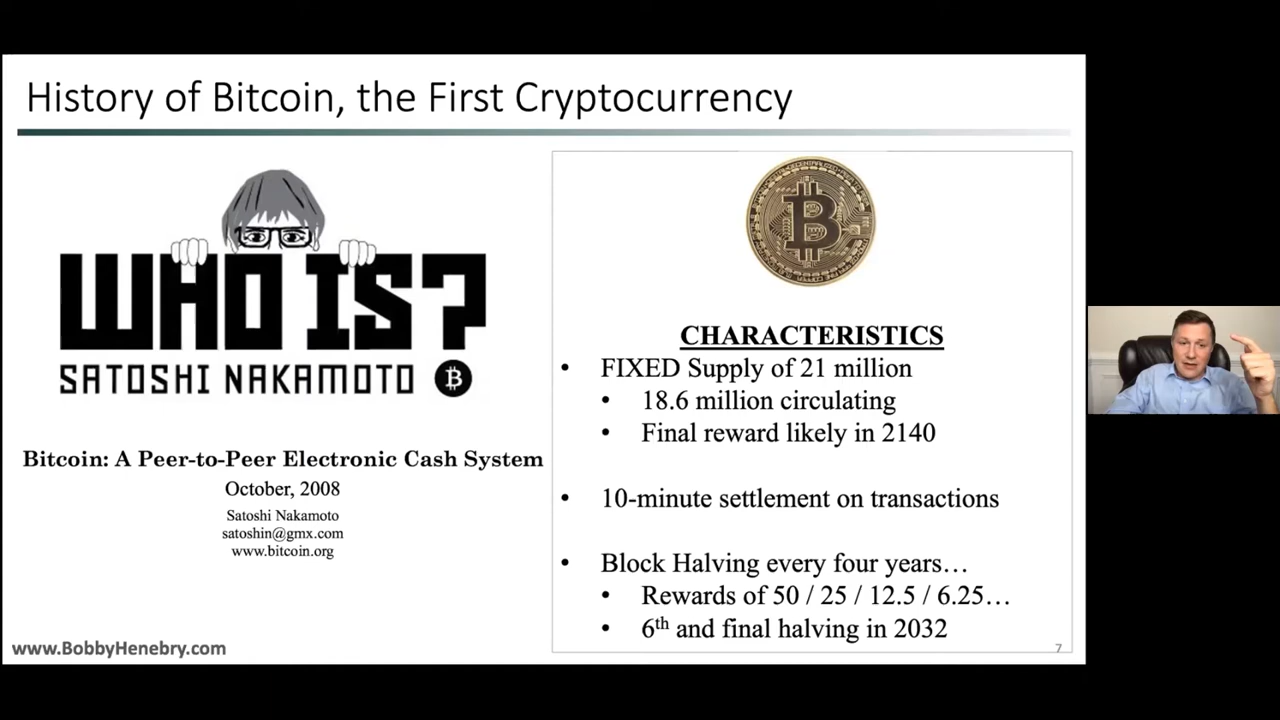 History of Bitcoin, the First Cryptocurrency
WHO IS?
SATOSHI NAKAMOTO
Bitcoin: A Peer-to-Peer Electronic Cash System
October, 2008
Satoshi Nakamoto
satoshin@gmx.com
www.bitcoin.org
CHARACTERISTICS
• FIXED Supply of 21 million
• 18.6 million circulating
• Final reward likely in 2140
• 10-minute settlement on transactions
• Block Halving every four years…
• Rewards of 50 / 25 / 12.5 / 6.25…
• 6th and final halving in 2032
www.BobbyHenebry.com
7